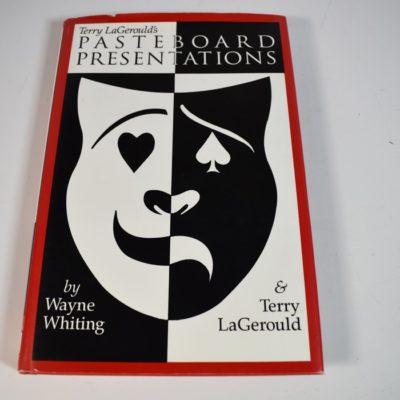 Terry LaGerould's
PASTEBOARD
PRESENTATIONS
by
Wayne
Whiting
&
Terry
LaGerould